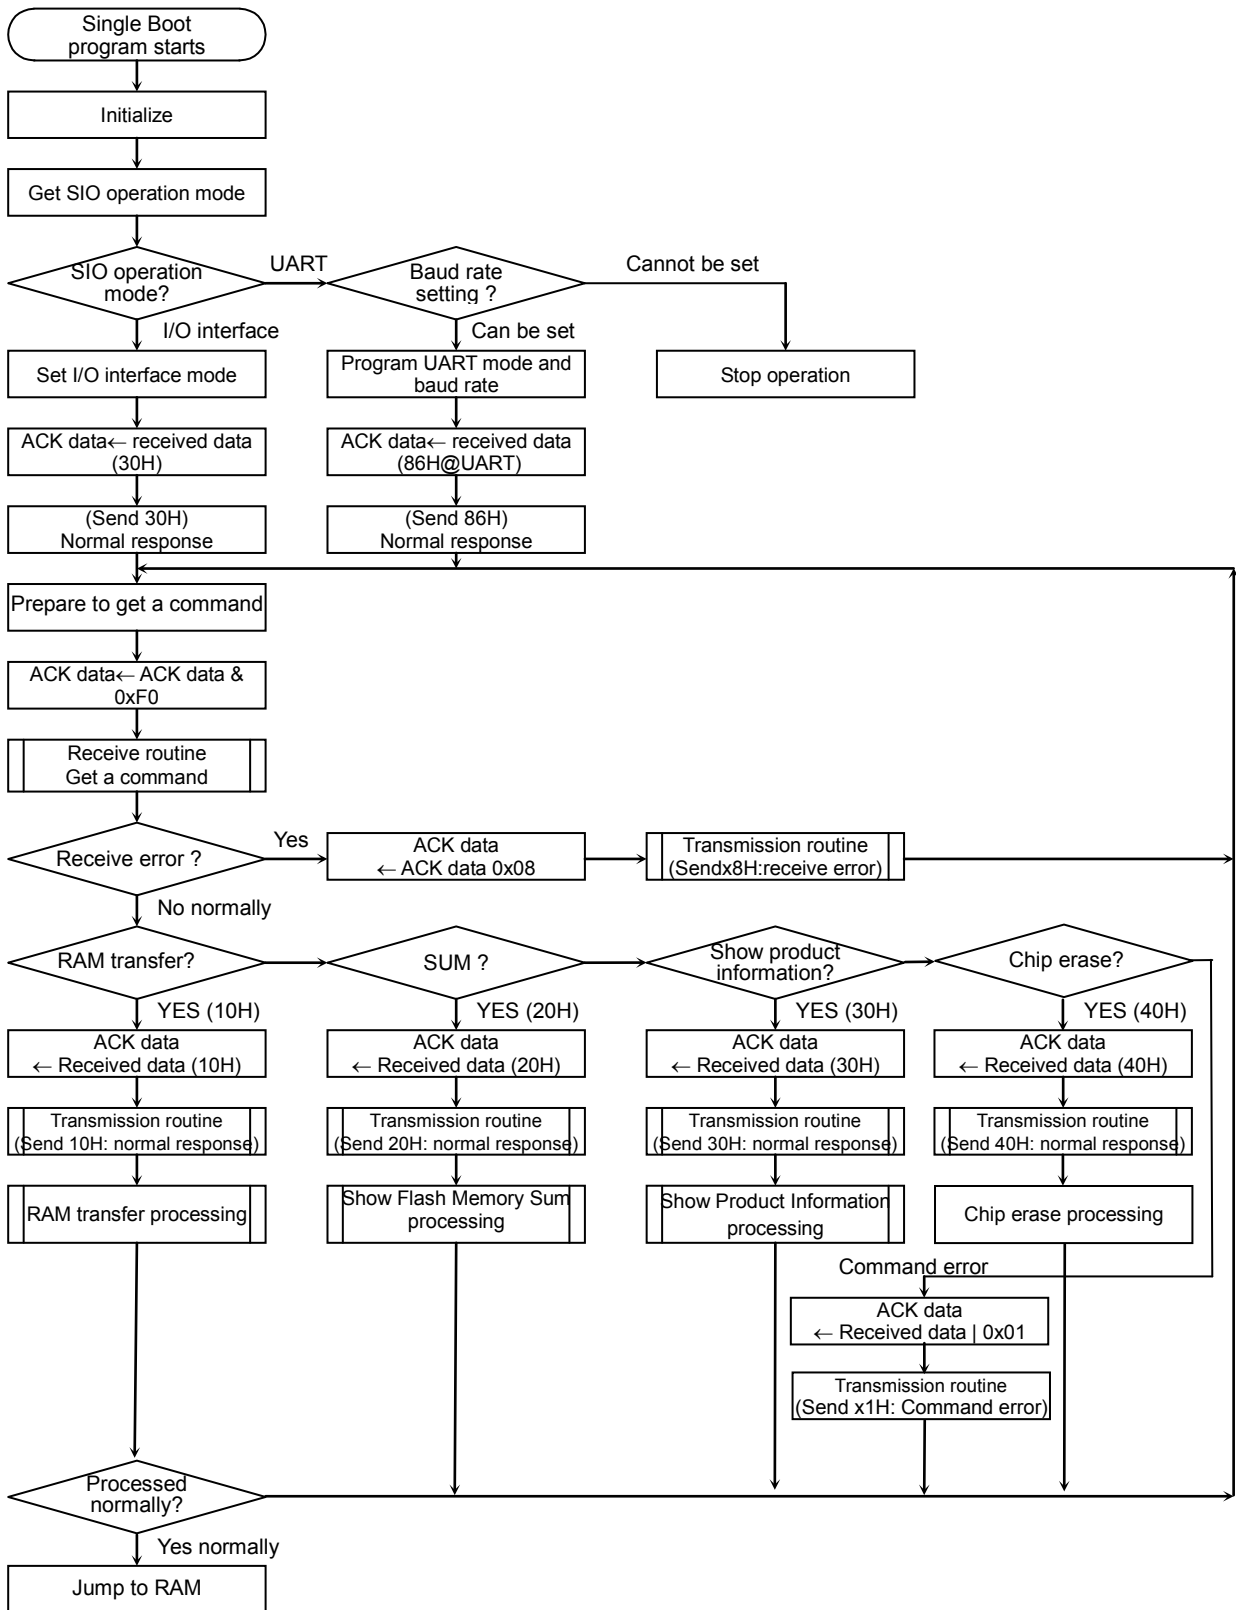 Single Boot
program starts
Initialize
Get SIO operation mode
SIO operation
mode?
UART
Baud rate
setting ?
Cannot be set
I/O interface
Can be set
Set I/O interface mode
Program UART mode and
baud rate
Stop operation
ACK data← received data
(30H)
ACK data← received data
(86H@UART)
(Send 30H)
Normal response
(Send 86H)
Normal response
Prepare to get a command
ACK data← ACK data &
0xF0
Receive routine
Get a command
Receive error ?
Yes
ACK data
← ACK data 0x08
Transmission routine
(Sendx8H:receive error)
No normally
RAM transfer?
SUM ?
Show product
information?
Chip erase?
YES (10H)
YES (20H)
YES (30H)
YES (40H)
ACK data
← Received data (10H)
ACK data
← Received data (20H)
ACK data
← Received data (30H)
ACK data
← Received data (40H)
Transmission routine
(Send 10H: normal response)
Transmission routine
(Send 20H: normal response)
Transmission routine
(Send 30H: normal response)
Transmission routine
(Send 40H: normal response)
RAM transfer processing
Show Flash Memory Sum
processing
Show Product Information
processing
Chip erase processing
Command error
ACK data
← Received data | 0x01
Transmission routine
(Send x1H: Command error)
Processed
normally?
Yes normally
Jump to RAM